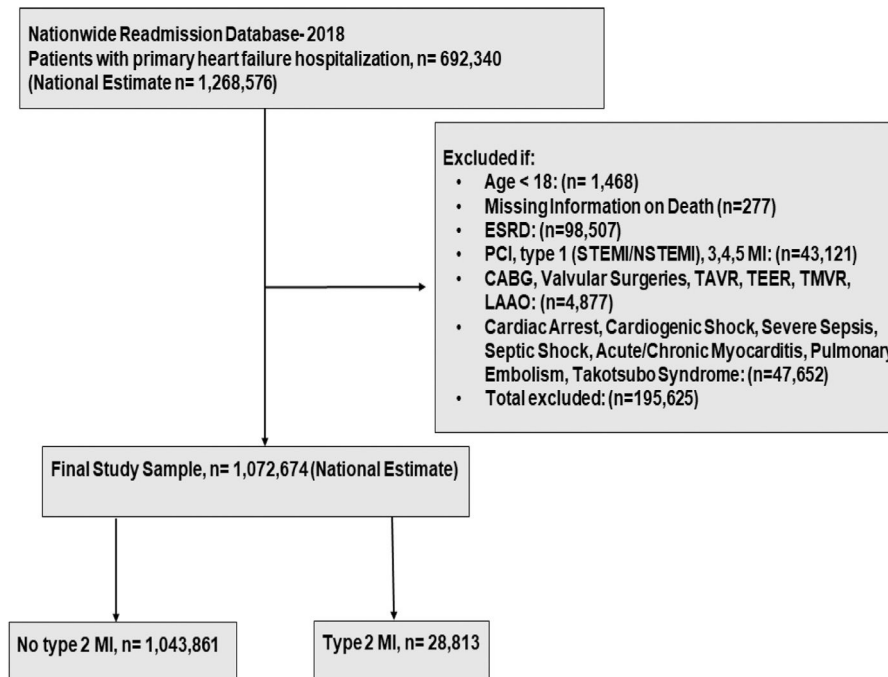 Nationwide Readmission Database- 2018
Patients with primary heart failure hospitalization, n= 692,340
(National Estimate n= 1,268,576)
Excluded if:
• Age < 18: (n= 1,468)
• Missing Information on Death (n=277)
• ESRD: (n=98,507)
• PCI, type 1 (STEMI/NSTEMI), 3,4,5 MI: (n=43,121)
• CABG, Valvular Surgeries, TAVR, TEER, TMVR,
LAAO: (n=4,877)
• Cardiac Arrest, Cardiogenic Shock, Severe Sepsis,
Septic Shock, Acute/Chronic Myocarditis, Pulmonary
Embolism, Takotsubo Syndrome: (n=47,652)
• Total excluded: (n=195,625)
Final Study Sample, n= 1,072,674 (National Estimate)
No type 2 MI, n= 1,043,861
Type 2 MI, n= 28,813